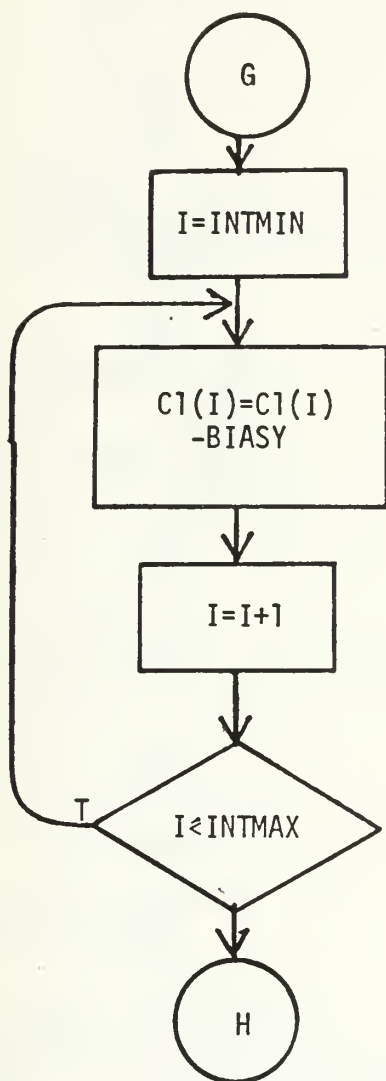 G
I=INTMIN
C1(I)=C1(I)
-BIASY
I=I+1
T
I≤INTMAX
H